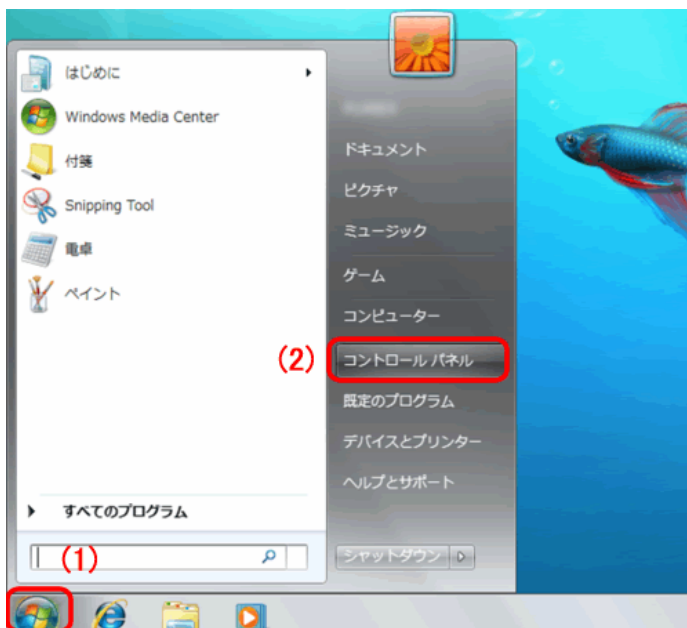 はじめに
Windows Media Center
付箋
Snipping Tool
電卓
ペイント
すべてのプログラム
(1)
ドキュメント
ピクチャ
ミュージック
ゲーム
コンピューター
(2)
コントロール パネル
既定のプログラム
デバイスとプリンター
ヘルプとサポート
シャットダウン